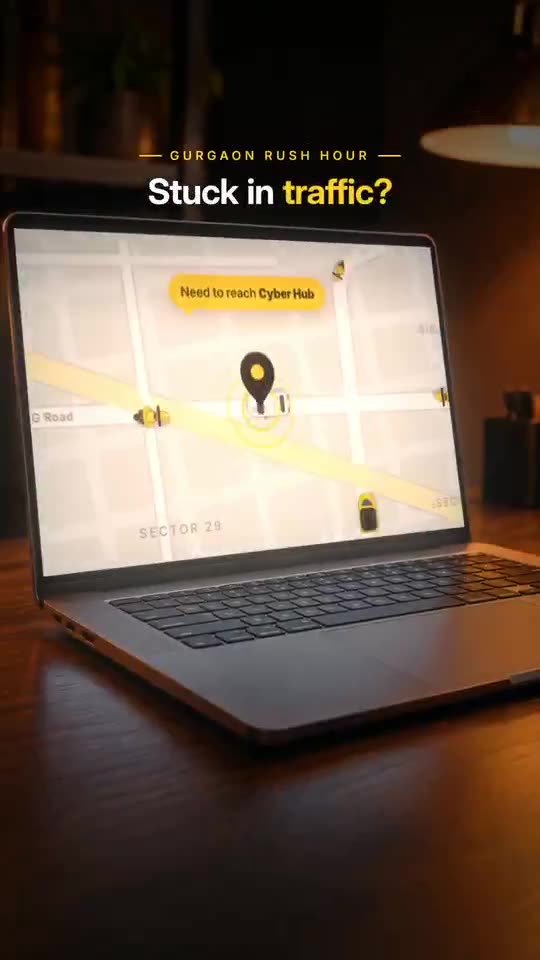 GURGAON RUSH HOUR
Stuck in traffic?
Need to reach Cyber Hub
G Road
SECTOR 29